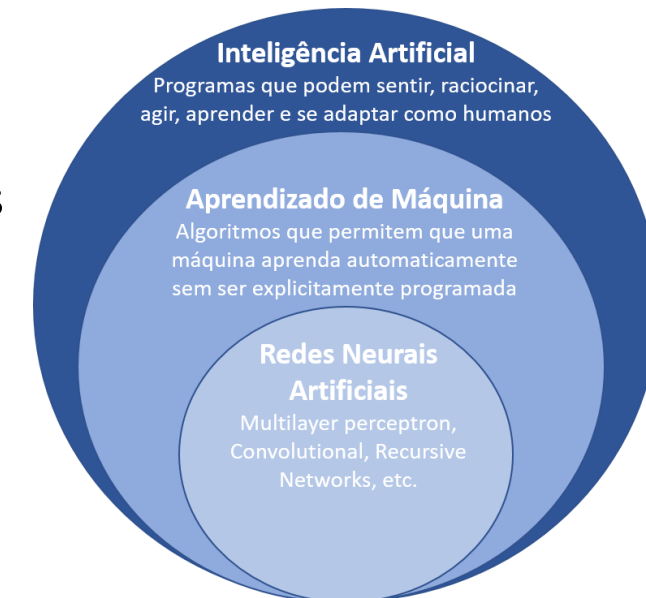 Inteligência Artificial
Programas que podem sentir, raciocinar,
agir, aprender e se adaptar como humanos
Aprendizado de Máquina
Algoritmos que permitem que uma
máquina aprenda automaticamente
sem ser explicitamente programada
Redes Neurais
Artificiais
Multilayer perceptron,
Convolutional, Recursive
Networks, etc.